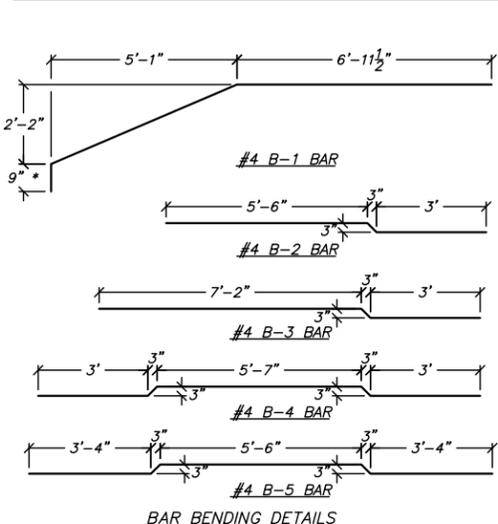 5'-1" 6'-11½"
2'-2"
9" *
#4 B-1 BAR
5'-6" 3" 3'
3"
#4 B-2 BAR
7'-2" 3" 3'
3"
#4 B-3 BAR
3' 3" 5'-7" 3" 3'
3" 3"
#4 B-4 BAR
3'-4" 3" 5'-6" 3" 3'-4"
3" 3"
#4 B-5 BAR
BAR BENDING DETAILS